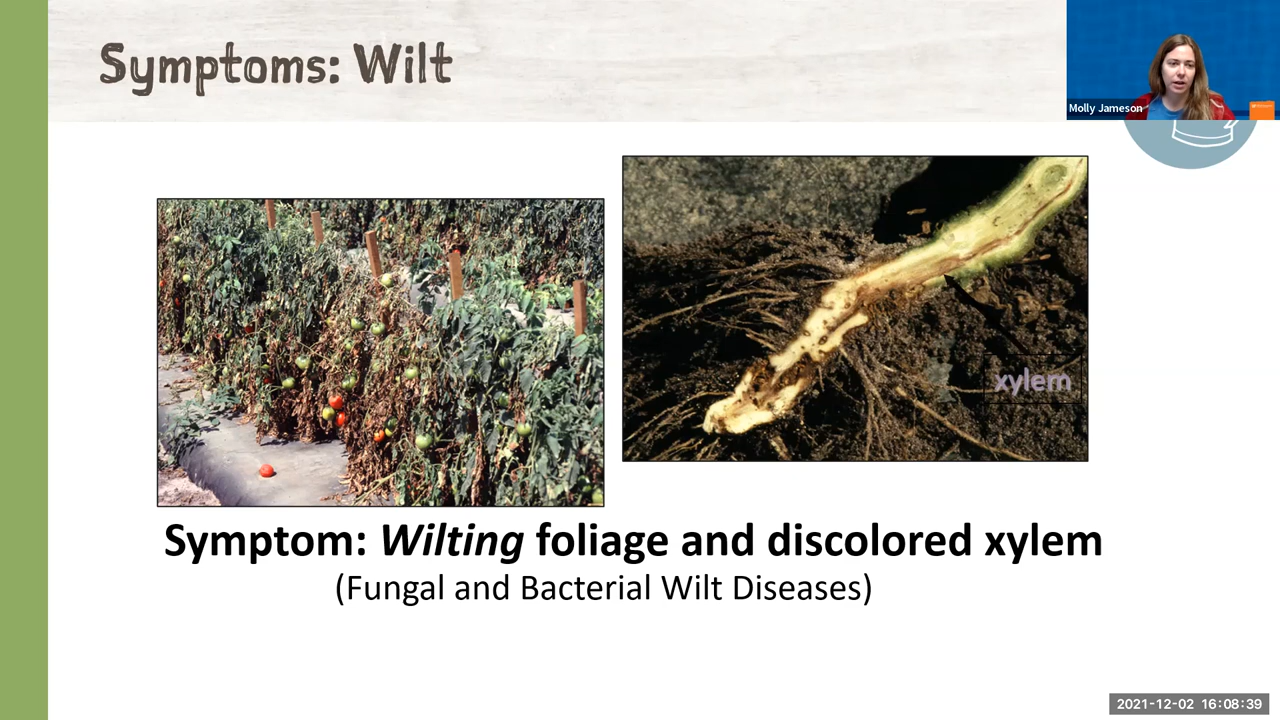 Symptoms: Wilt
Molly Jameson
xylem
Symptom: Wilting foliage and discolored xylem
(Fungal and Bacterial Wilt Diseases)
2021-12-02 16:08:39